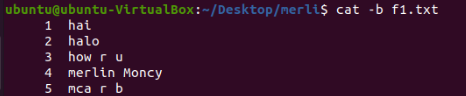 ubuntu@ubuntu-VirtualBox:~/Desktop/merli$ cat -b f1.txt
     1  hai
     2  halo
     3  how r u
     4  merlin Moncy
     5  mca r b